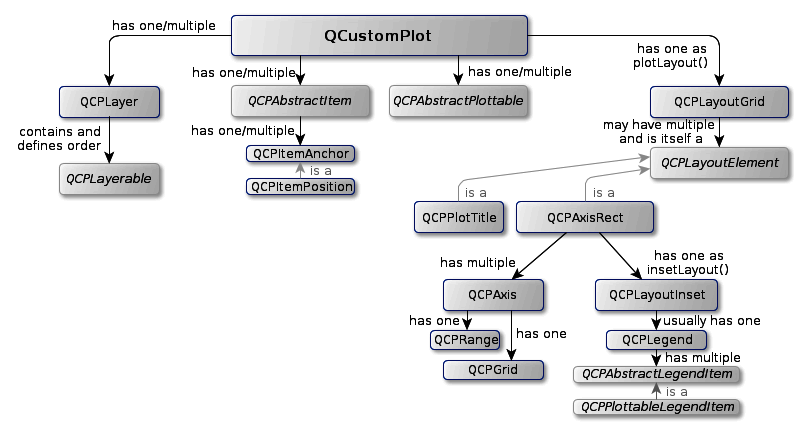 QCustomPlot
has one/multiple
has one as
plotLayout()
has one/multiple
has one/multiple
QCPLayer
QCPAbstractItem
QCPAbstractPlottable
QCPLayoutGrid
contains and
defines order
has one/multiple
may have multiple
and is itself a
QCPItemAnchor
QCPLayoutElement
is a
QCPLayerable
QCPItemPosition
is a
is a
QCPPlotTitle
QCPAxisRect
has multiple
has one as
insetLayout()
QCPAxis
QCPLayoutInset
has one
usually has one
has one
QCPRange
QCPLegend
has multiple
QCPGrid
QCPAbstractLegendItem
is a
QCPPlottableLegendItem